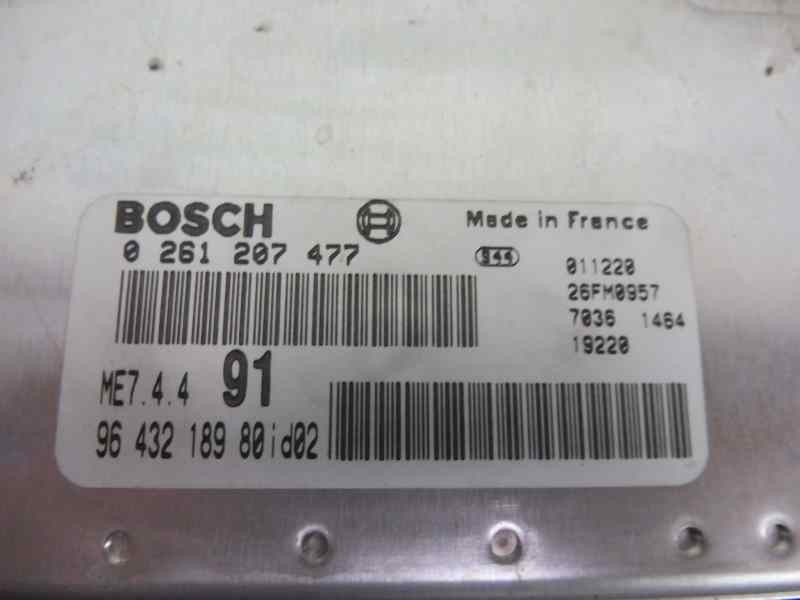 BOSCH
Made in France
0 261 207 477
944
011220
26FM0957
7036 1464
19220
ME7.4.4 91
96 432 189 80id02